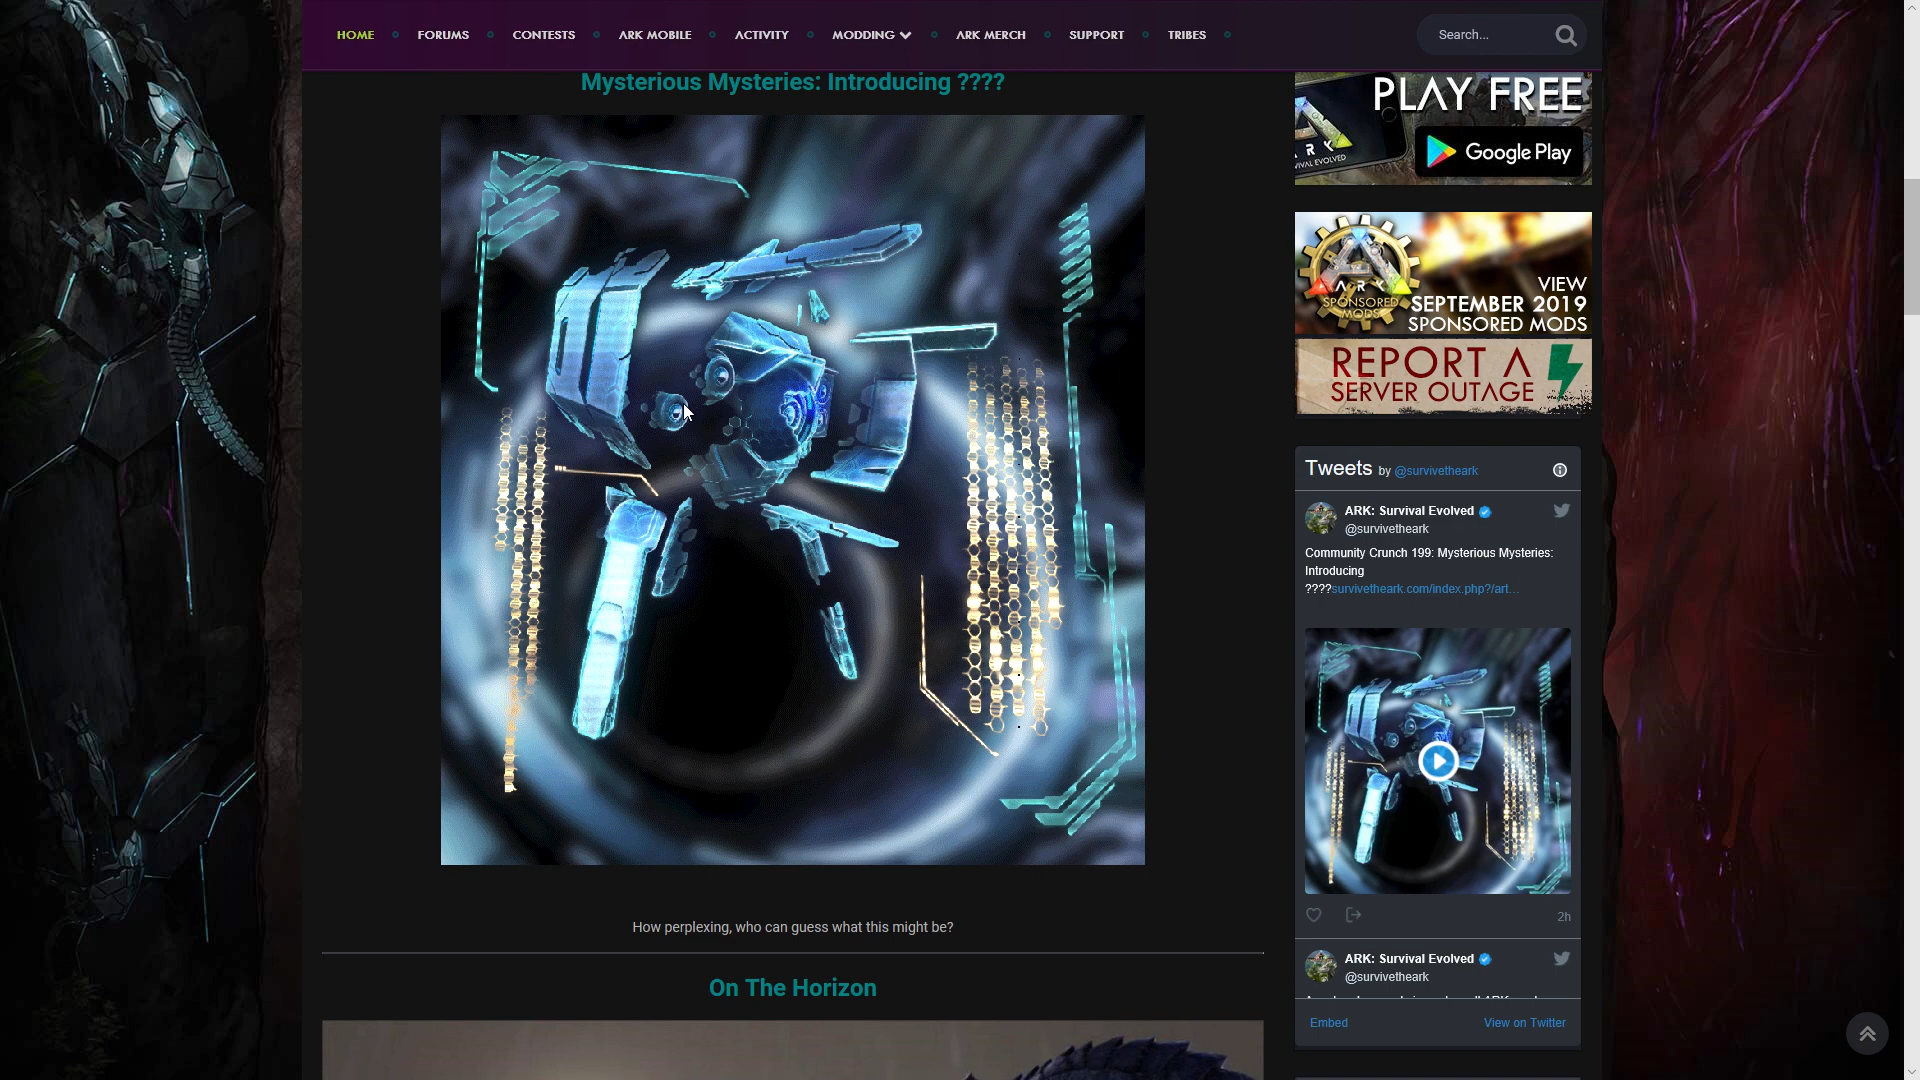 HOME
FORUMS
CONTESTS
ARK MOBILE
ACTIVITY
MODDING
ARK MERCH
SUPPORT
TRIBES
Search...
Mysterious Mysteries: Introducing ????
How perplexing, who can guess what this might be?
On The Horizon
PLAY FREE
Google Play
VIEW
SEPTEMBER 2019
SPONSORED MODS
ARK
SPONSORED
MODS
REPORT A
SERVER OUTAGE
Tweets by @survivetheark
ARK: Survival Evolved
@survivetheark
Community Crunch 199: Mysterious Mysteries:
Introducing
????survivetheark.com/index.php?/art…
2h
ARK: Survival Evolved
@survivetheark
Embed
View on Twitter